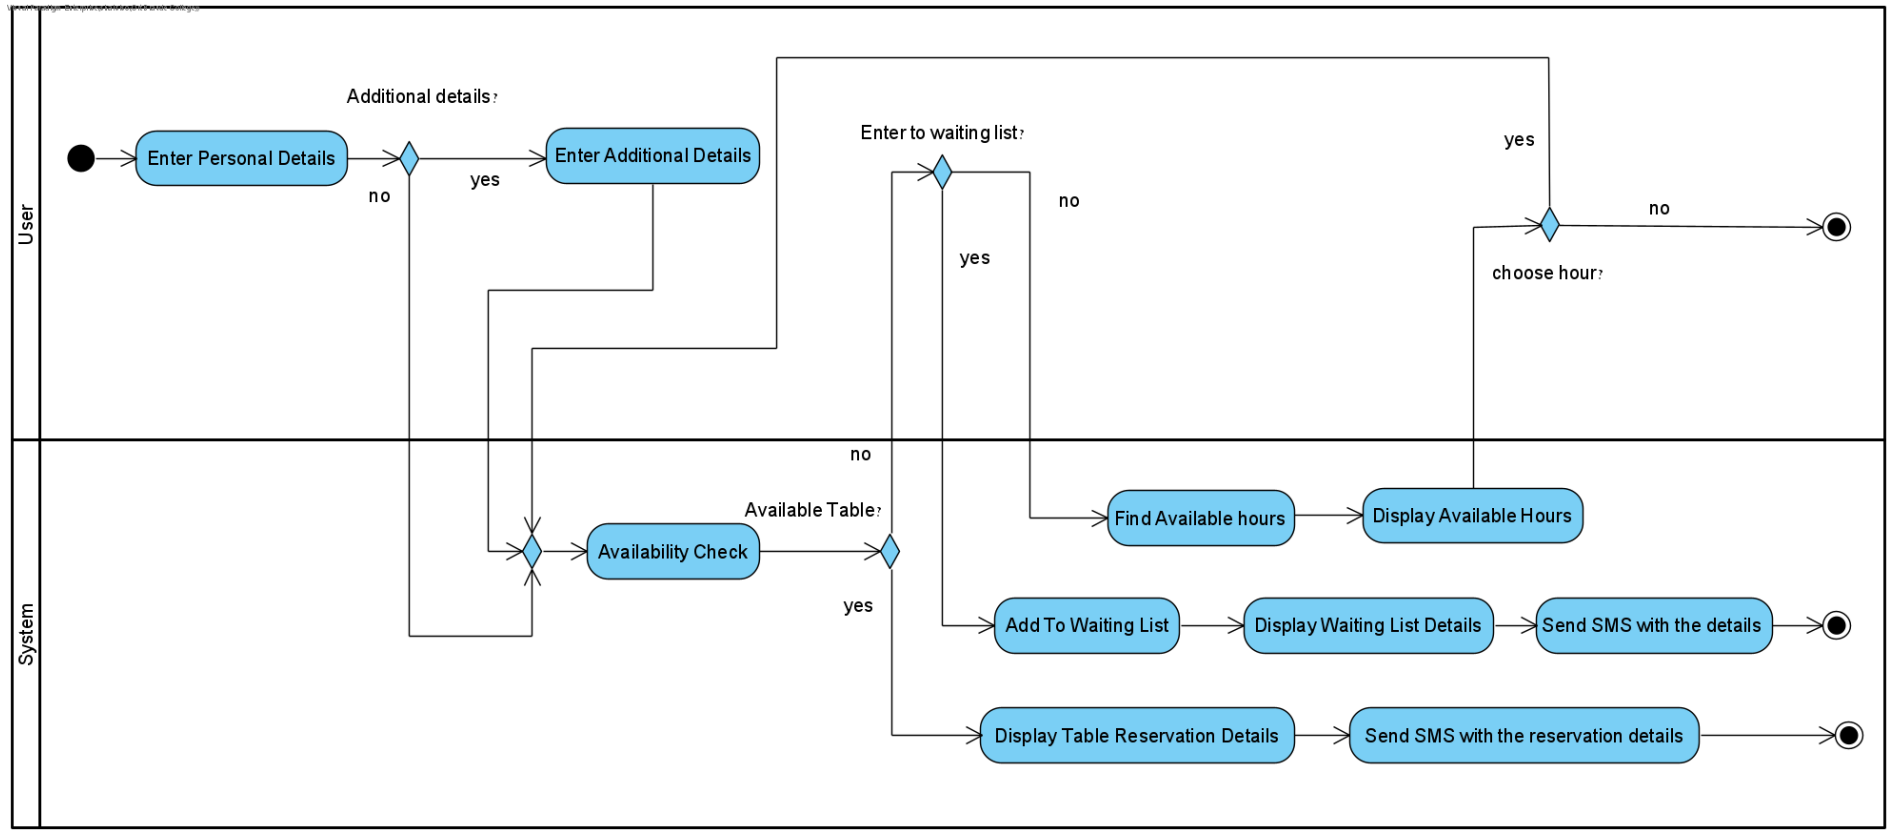 Additional details?
Enter Personal Details
Enter Additional Details
yes
no
Enter to waiting list?
no
yes
yes
no
choose hour?
User
no
Available Table?
Availability Check
yes
Find Available hours
Display Available Hours
Add To Waiting List
Display Waiting List Details
Send SMS with the details
Display Table Reservation Details
Send SMS with the reservation details
System